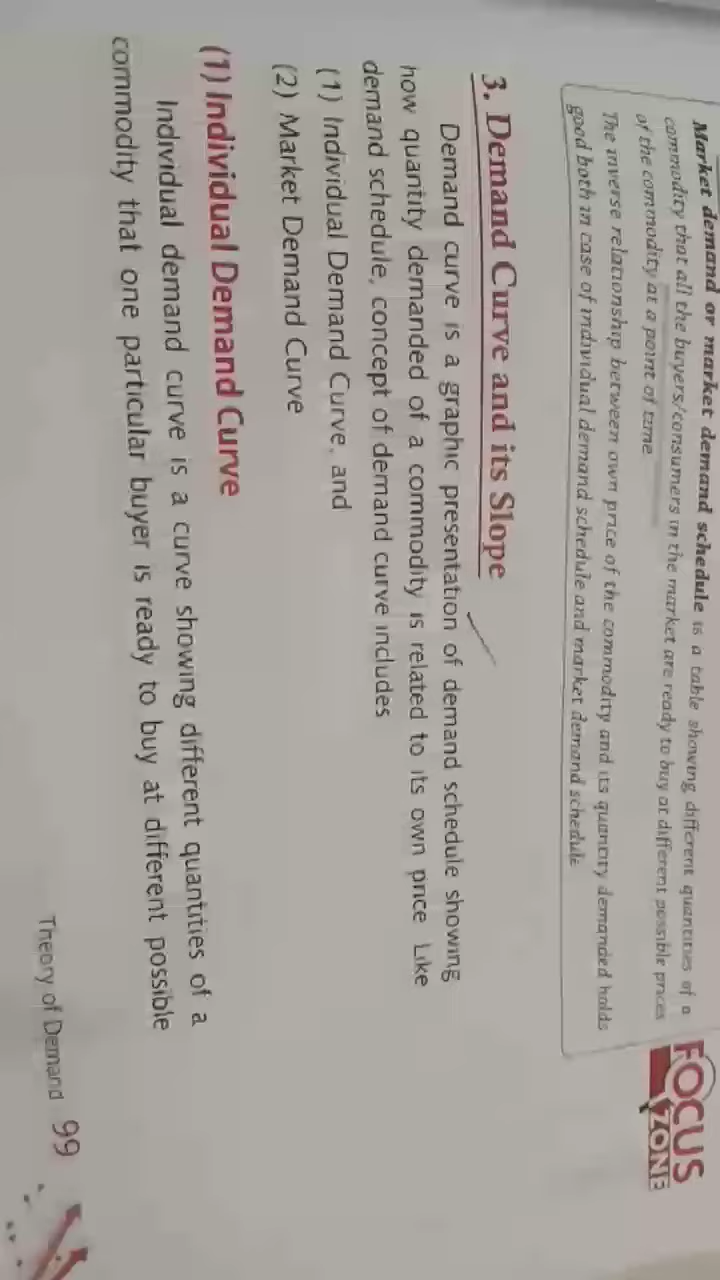 Market demand or market demand schedule is a table showing different quantities of a
commodity that all the buyers/consumers in the market are ready to buy at different possible prices
of the commodity at a point of time
The inverse relationship between own price of the commodity and its quantity demanded holds
good both in case of individual demand schedule and market demand schedule
FOCUS
ZONE
3. Demand Curve and its Slope
Demand curve is a graphic presentation of demand schedule showing
how quantity demanded of a commodity is related to its own price Like
demand schedule, concept of demand curve includes
(1) Individual Demand Curve, and
(2) Market Demand Curve
(1) Individual Demand Curve
Individual demand curve is a curve showing different quantities of a
commodity that one particular buyer is ready to buy at different possible
Theory of Demand 99